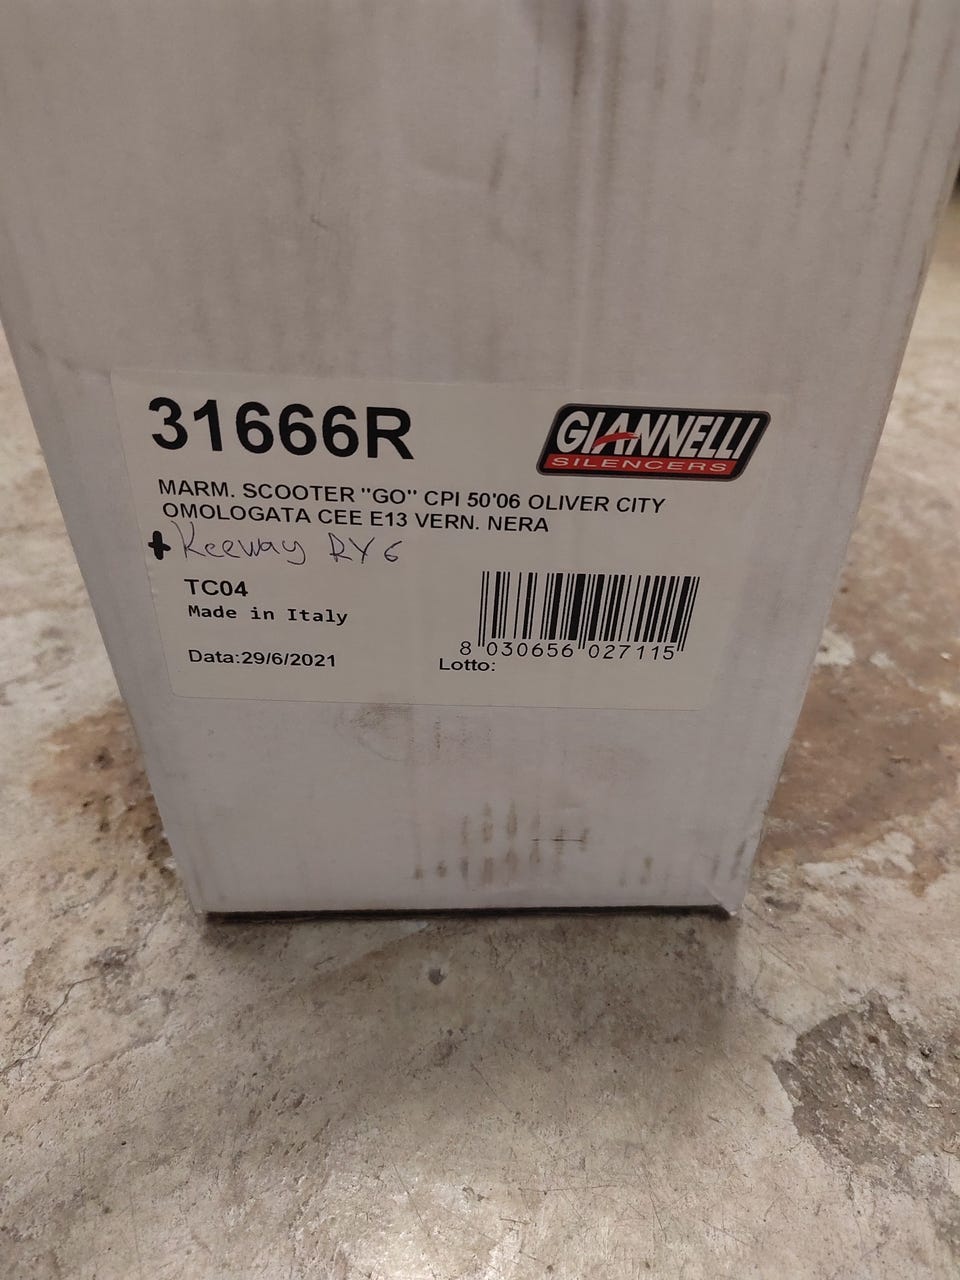 31666R
GIANNELLI
SILENCERS
MARM. SCOOTER "GO" CPI 50'06 OLIVER CITY
OMOLOGATA CEE E13 VERN. NERA
+ Keeway RY6
TC04
Made in Italy
8 030656 027115
Data:29/6/2021
Lotto: